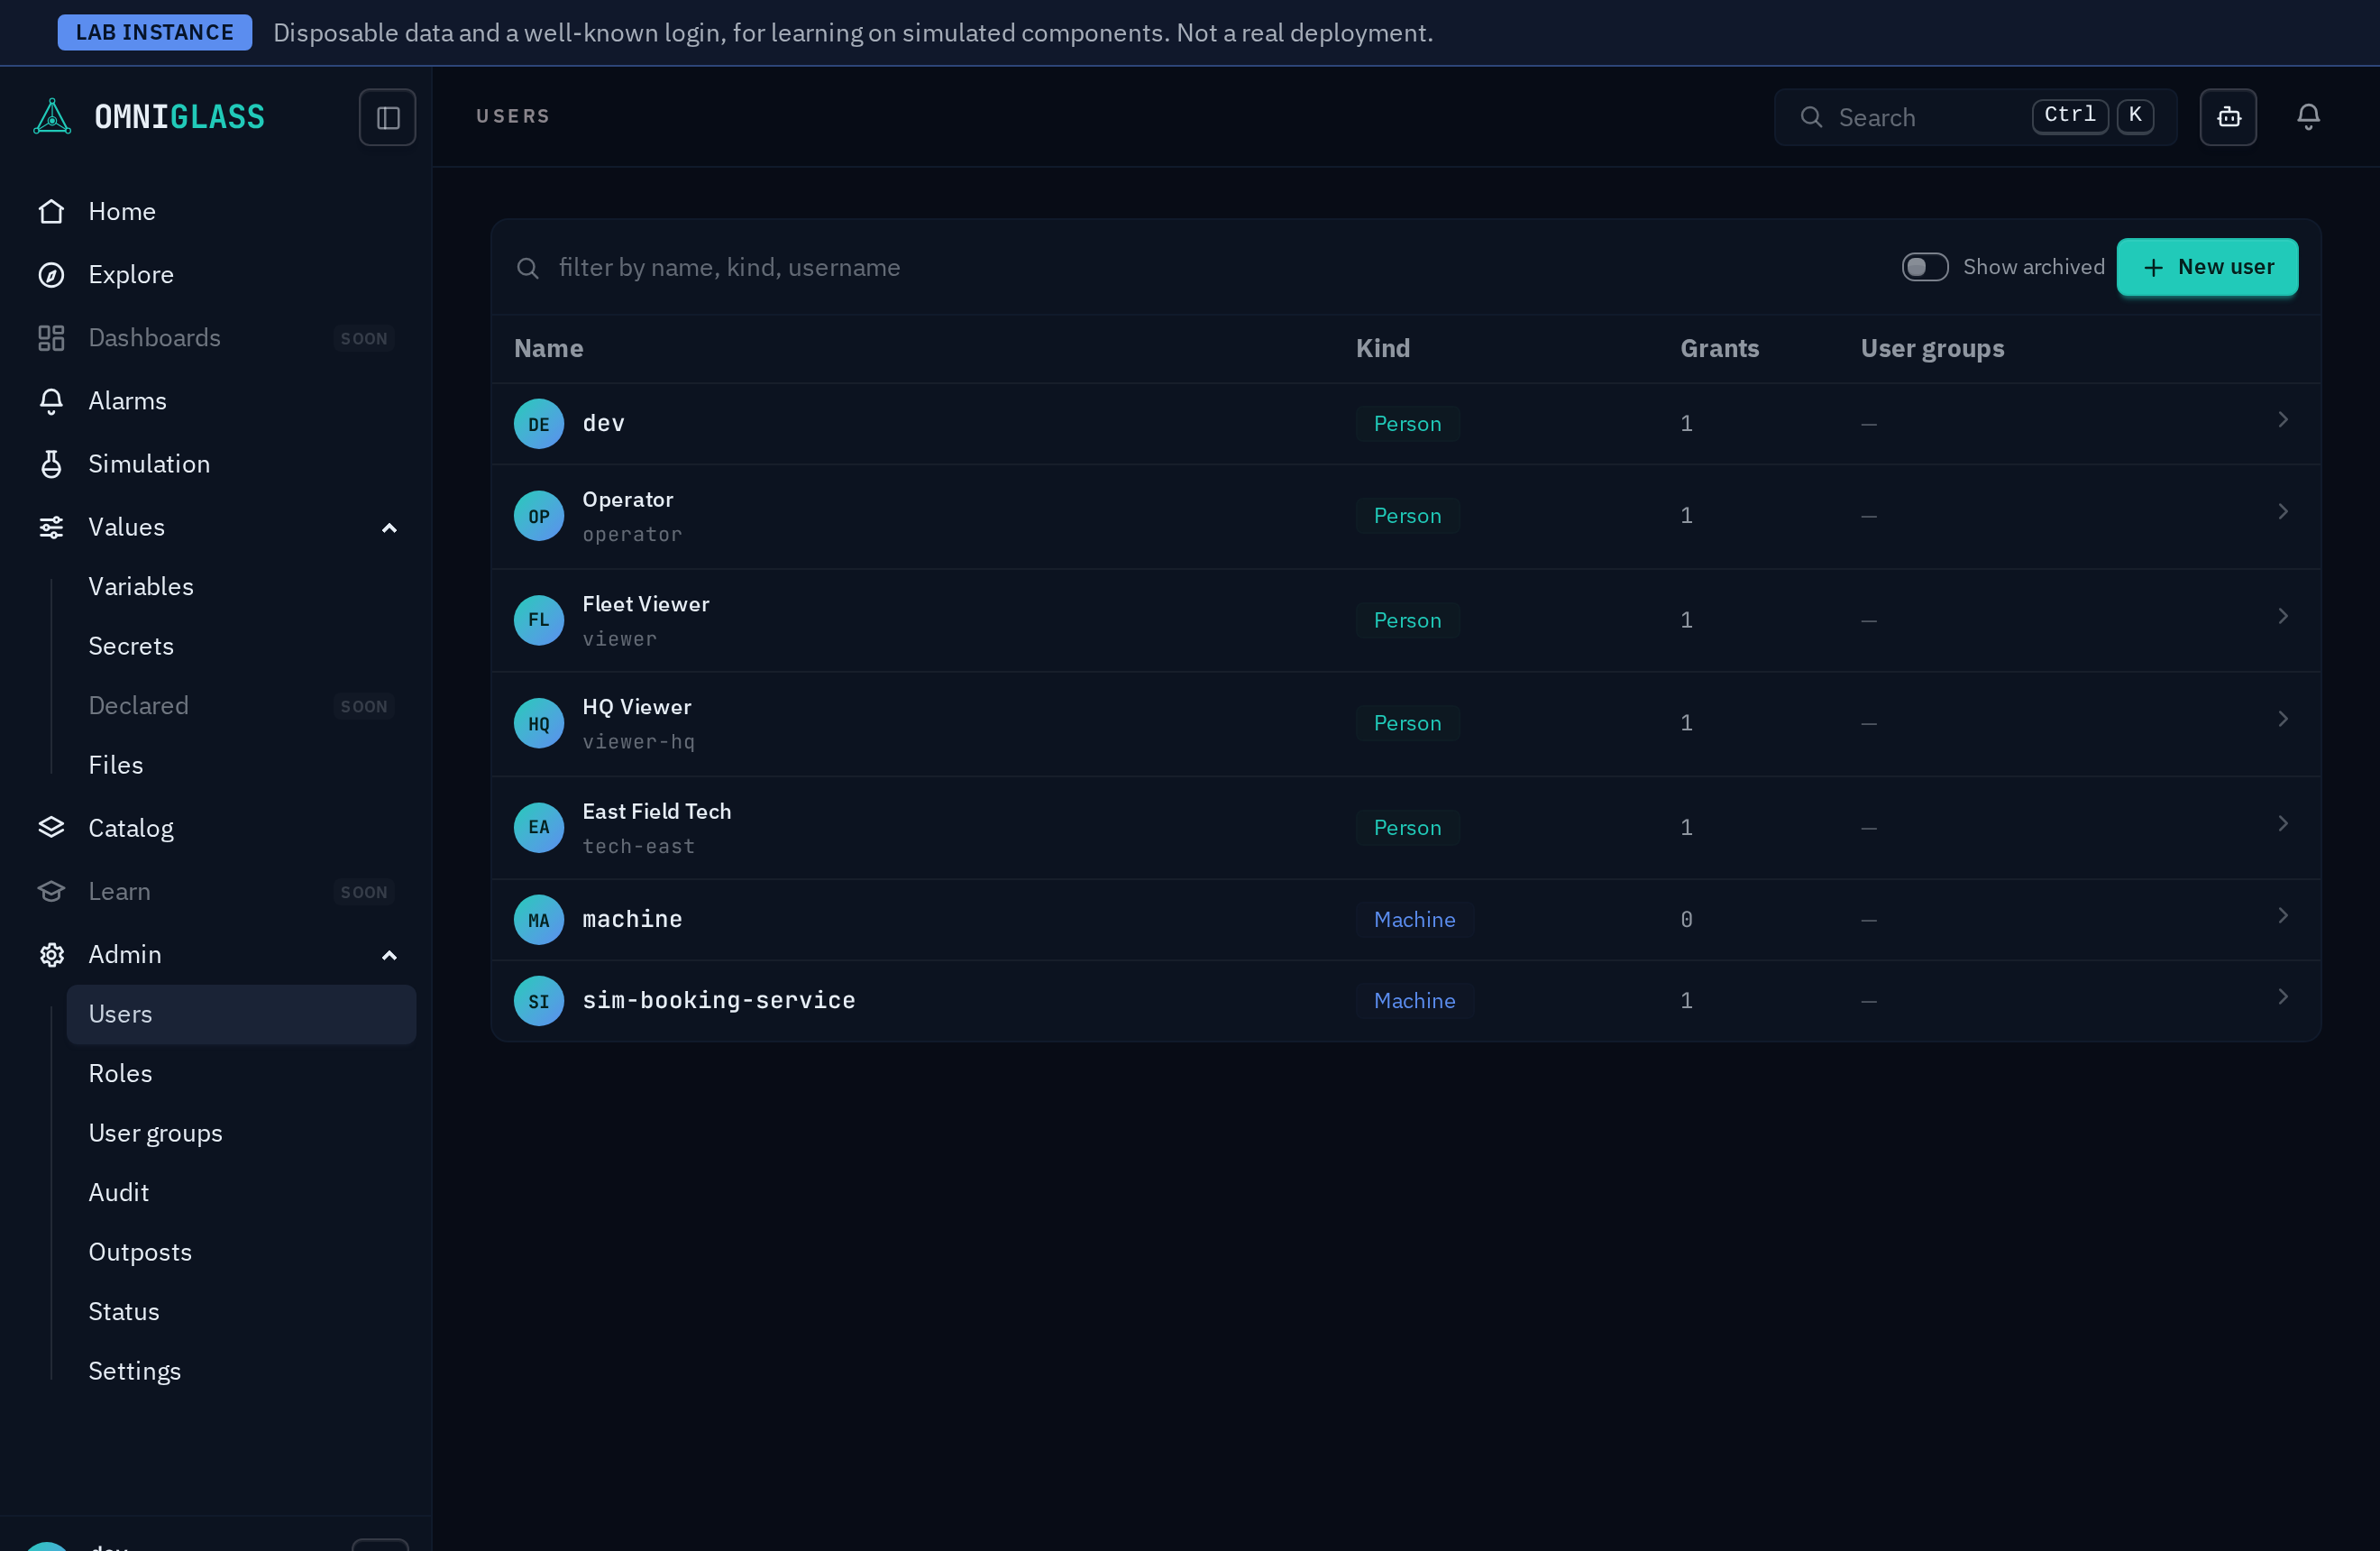 LAB INSTANCE Disposable data and a well-known login, for learning on simulated components. Not a real deployment.
OMNIGLASS
USERS
Search Ctrl K
Home
Explore
Dashboards SOON
Alarms
Simulation
Values
Variables
Secrets
Declared SOON
Files
Catalog
Learn SOON
Admin
Users
Roles
User groups
Audit
Outposts
Status
Settings
filter by name, kind, username Show archived New user
Name Kind Grants User groups
DE dev Person 1 —
OP Operator Person 1 —
operator
FL Fleet Viewer Person 1 —
viewer
HQ HQ Viewer Person 1 —
viewer-hq
EA East Field Tech Person 1 —
tech-east
MA machine Machine 0 —
SI sim-booking-service Machine 1 —